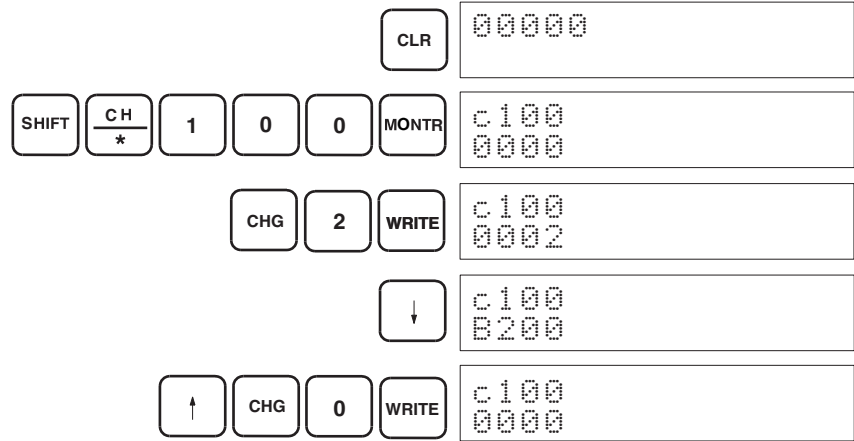 CLR
00000
SHIFT CH * 1 0 0 MONTR
c100
0000
CHG 2 WRITE
c100
0002
↓
c100
B200
↑ CHG 0 WRITE
c100
0000